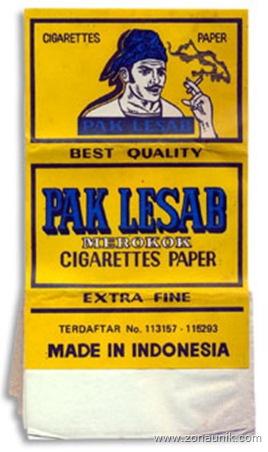 CIGARETTES PAPER
PAK LESAB
BEST QUALITY
PAK LESAB
MEROKOK
CIGARETTES PAPER
EXTRA FINE
TERDAFTAR No. 113157 - 115293
MADE IN INDONESIA
www.zonaunik.com